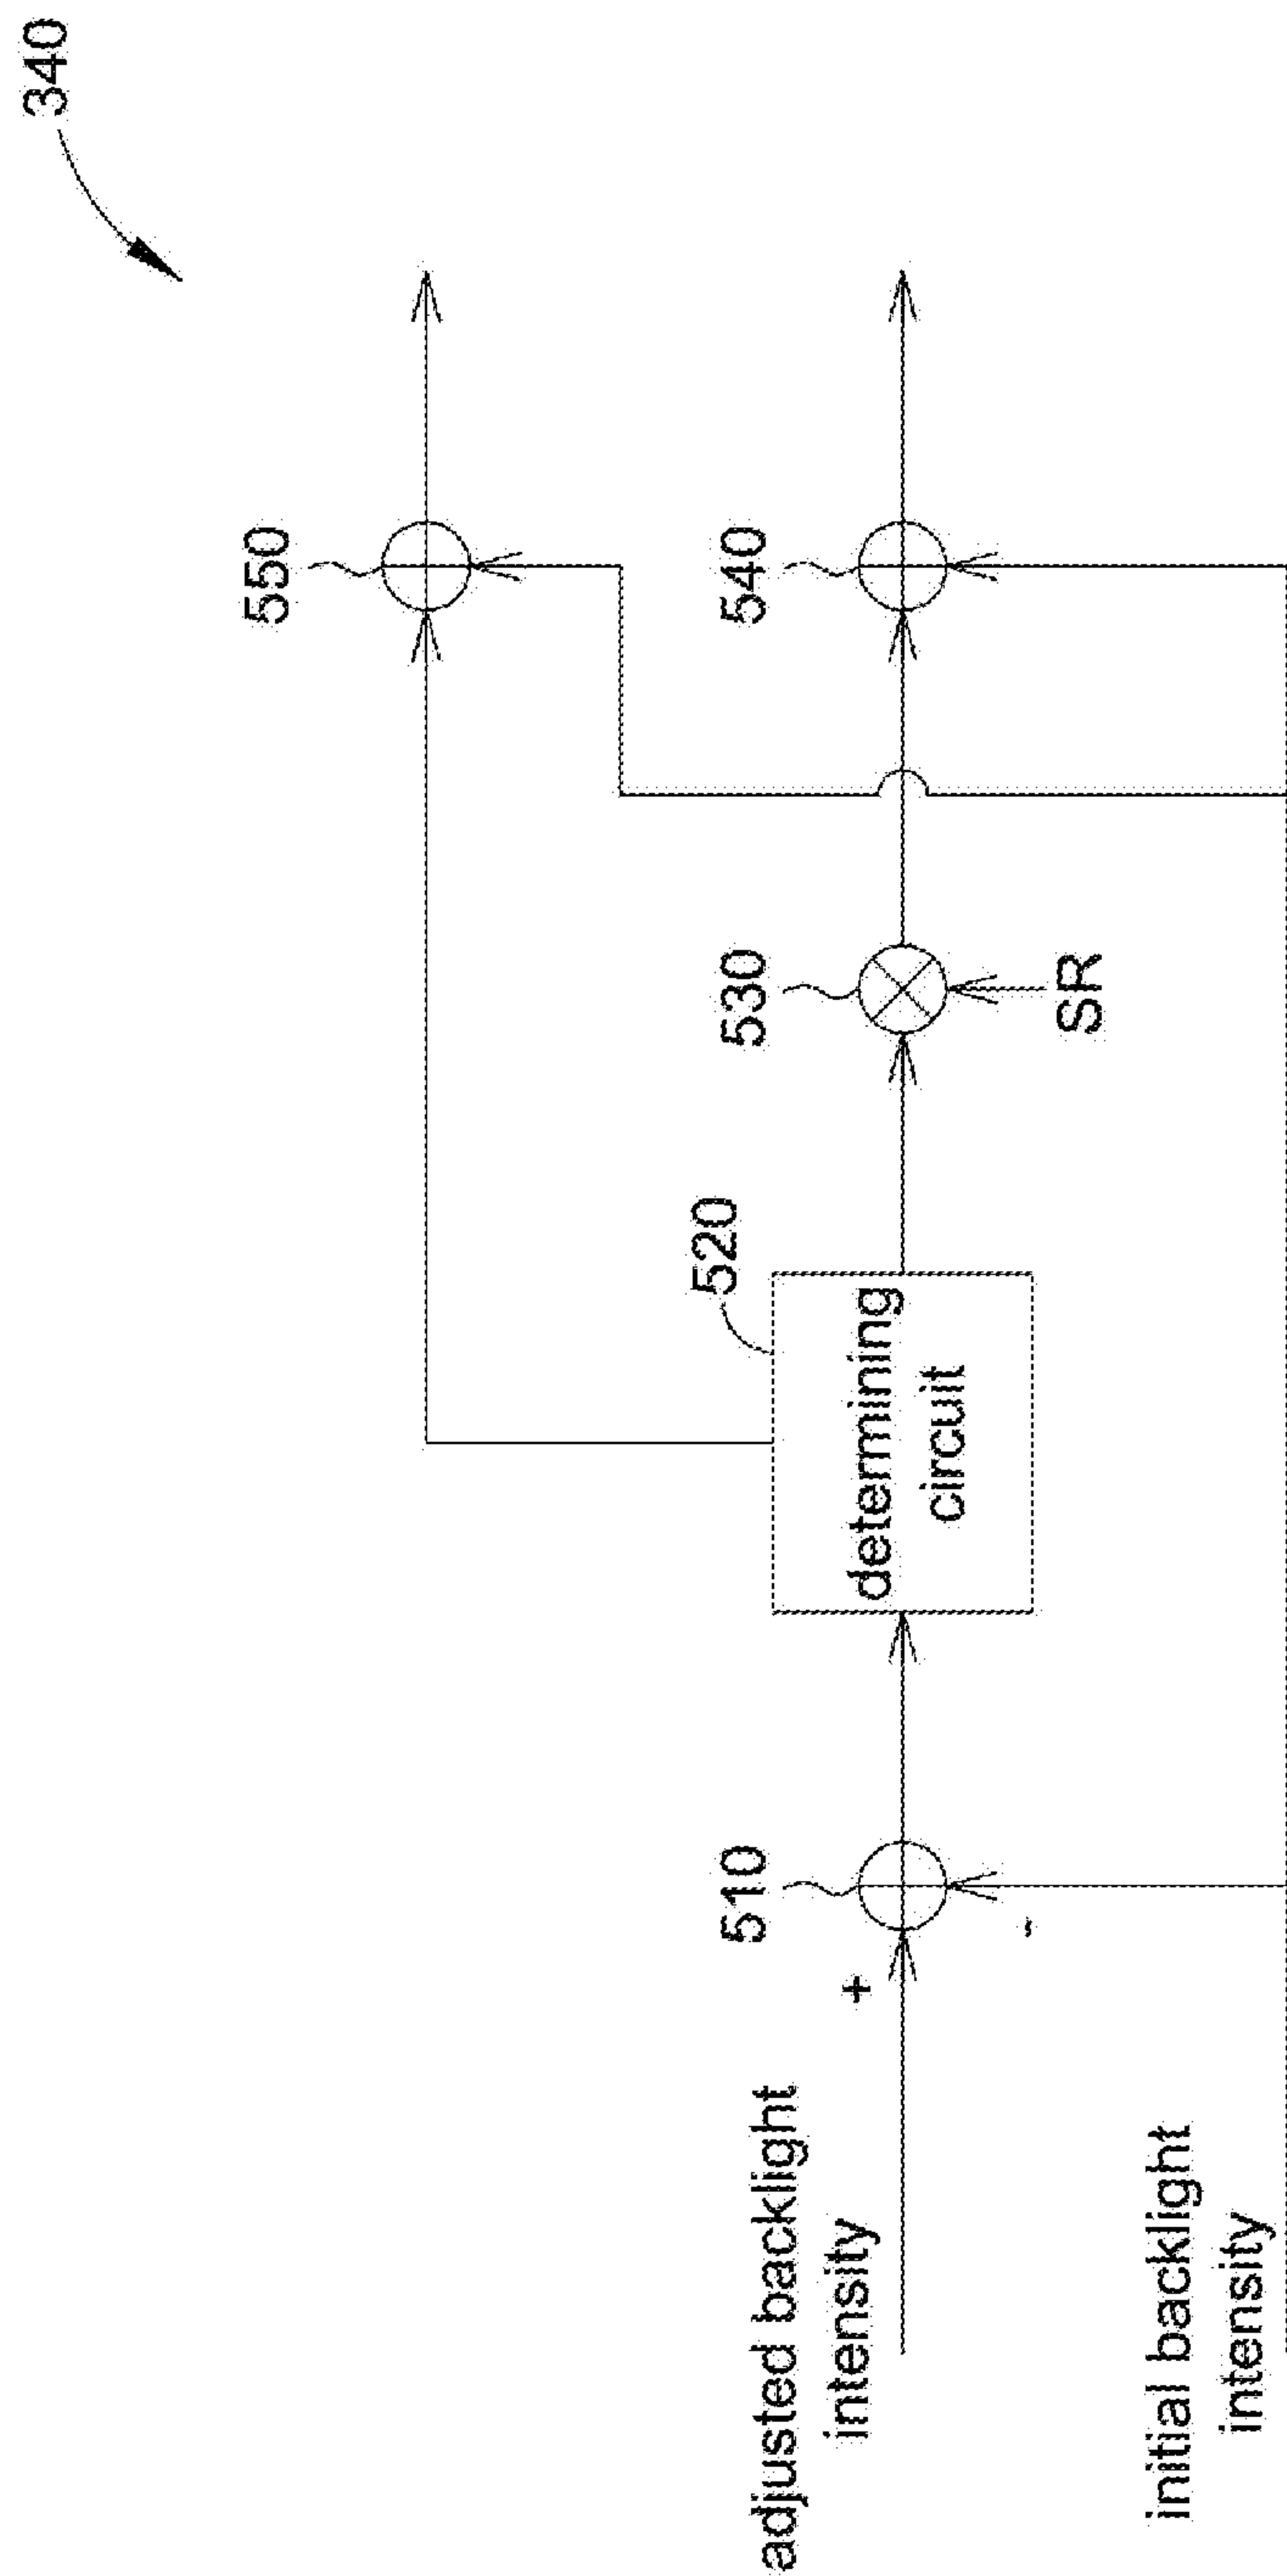 340
550
540
530
SR
520
determining
circuit
510
+
-
adjusted backlight
intensity
initial backlight
intensity